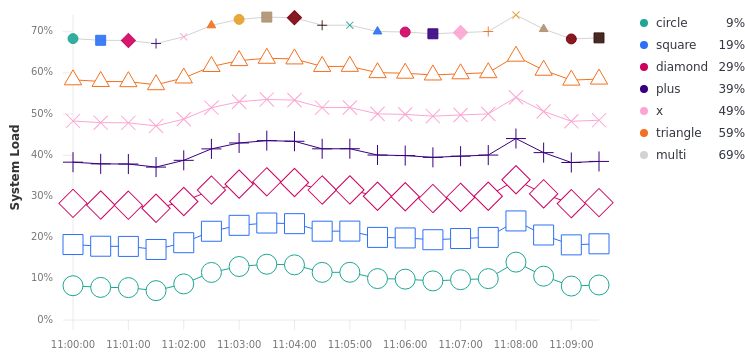 System Load
70%
60%
50%
40%
30%
20%
10%
0%
11:00:00 11:01:00 11:02:00 11:03:00 11:04:00 11:05:00 11:06:00 11:07:00 11:08:00 11:09:00
circle 9%
square 19%
diamond 29%
plus 39%
x 49%
triangle 59%
multi 69%